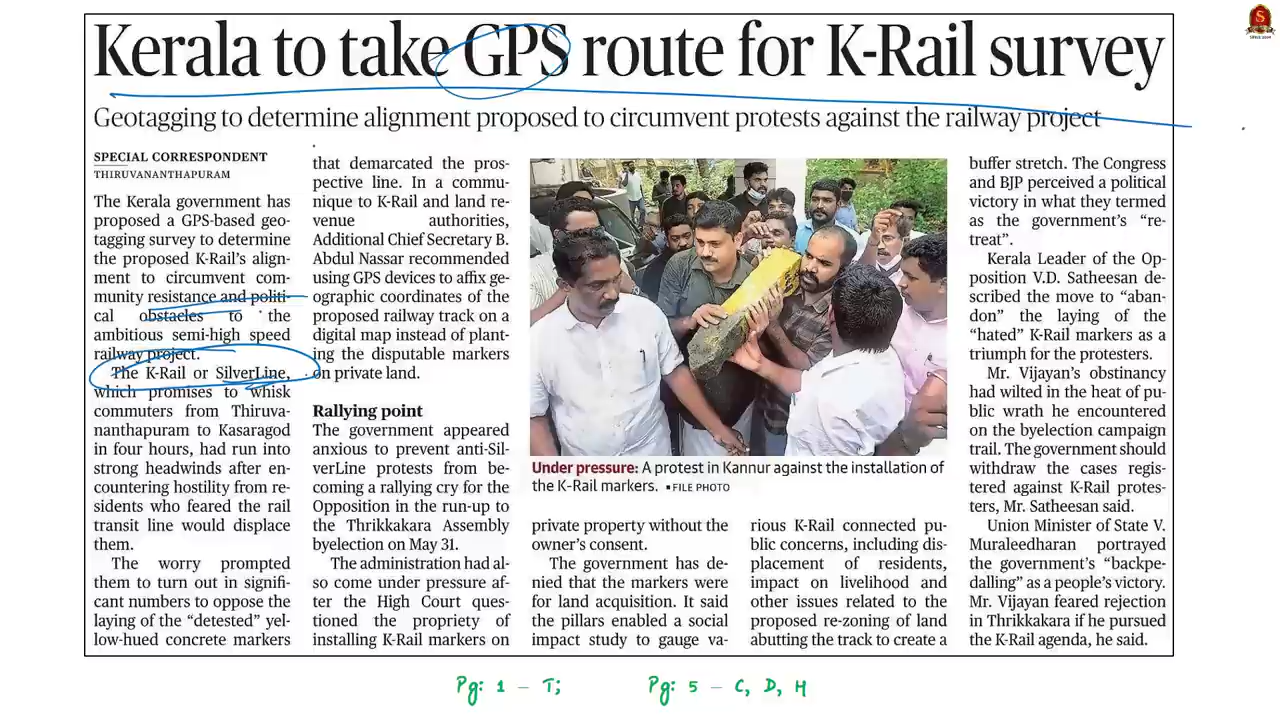 Kerala to take GPS route for K-Rail survey
Geotagging to determine alignment proposed to circumvent protests against the railway project
SPECIAL CORRESPONDENT
THIRUVANANTHAPURAM
The Kerala government has
proposed a GPS-based geo-
tagging survey to determine
the proposed K-Rail's align-
ment to circumvent com-
munity resistance and politi-
cal obstacles to the
ambitious semi-high speed
railway project.
The K-Rail or SilverLine,
which promises to whisk
commuters from Thiruva-
nanthapuram to Kasaragod
in four hours, had run into
strong headwinds after en-
countering hostility from re-
sidents who feared the rail
transit line would displace
them.
The worry prompted
them to turn out in signifi-
cant numbers to oppose the
laying of the "detested" yel-
low-hued concrete markers
that demarcated the pros-
pective line. In a commu-
nique to K-Rail and land re-
venue authorities,
Additional Chief Secretary B.
Abdul Nassar recommended
using GPS devices to affix ge-
ographic coordinates of the
proposed railway track on a
digital map instead of plant-
ing the disputable markers
on private land.
Rallying point
The government appeared
anxious to prevent anti-Sil-
verLine protests from be-
coming a rallying cry for the
Opposition in the run-up to
the Thrikkakara Assembly
byelection on May 31.
The administration had al-
so come under pressure af-
ter the High Court ques-
tioned the propriety of
installing K-Rail markers on
Under pressure: A protest in Kannur against the installation of
the K-Rail markers. ▪FILE PHOTO
private property without the
owner's consent.
The government has de-
nied that the markers were
for land acquisition. It said
the pillars enabled a social
impact study to gauge va-
rious K-Rail connected pu-
blic concerns, including dis-
placement of residents,
impact on livelihood and
other issues related to the
proposed re-zoning of land
abutting the track to create a
buffer stretch. The Congress
and BJP perceived a political
victory in what they termed
as the government's "re-
treat".
Kerala Leader of the Op-
position V.D. Satheesan de-
scribed the move to "aban-
don" the laying of the
"hated" K-Rail markers as a
triumph for the protesters.
Mr. Vijayan's obstinancy
had wilted in the heat of pu-
blic wrath he encountered
on the byelection campaign
trail. The government should
withdraw the cases regis-
tered against K-Rail protes-
ters, Mr. Satheesan said.
Union Minister of State V.
Muraleedharan portrayed
the government's "backpe-
dalling" as a people's victory.
Mr. Vijayan feared rejection
in Thrikkakara if he pursued
the K-Rail agenda, he said.
Pg: 1 – T; Pg: 5 – C, D, H